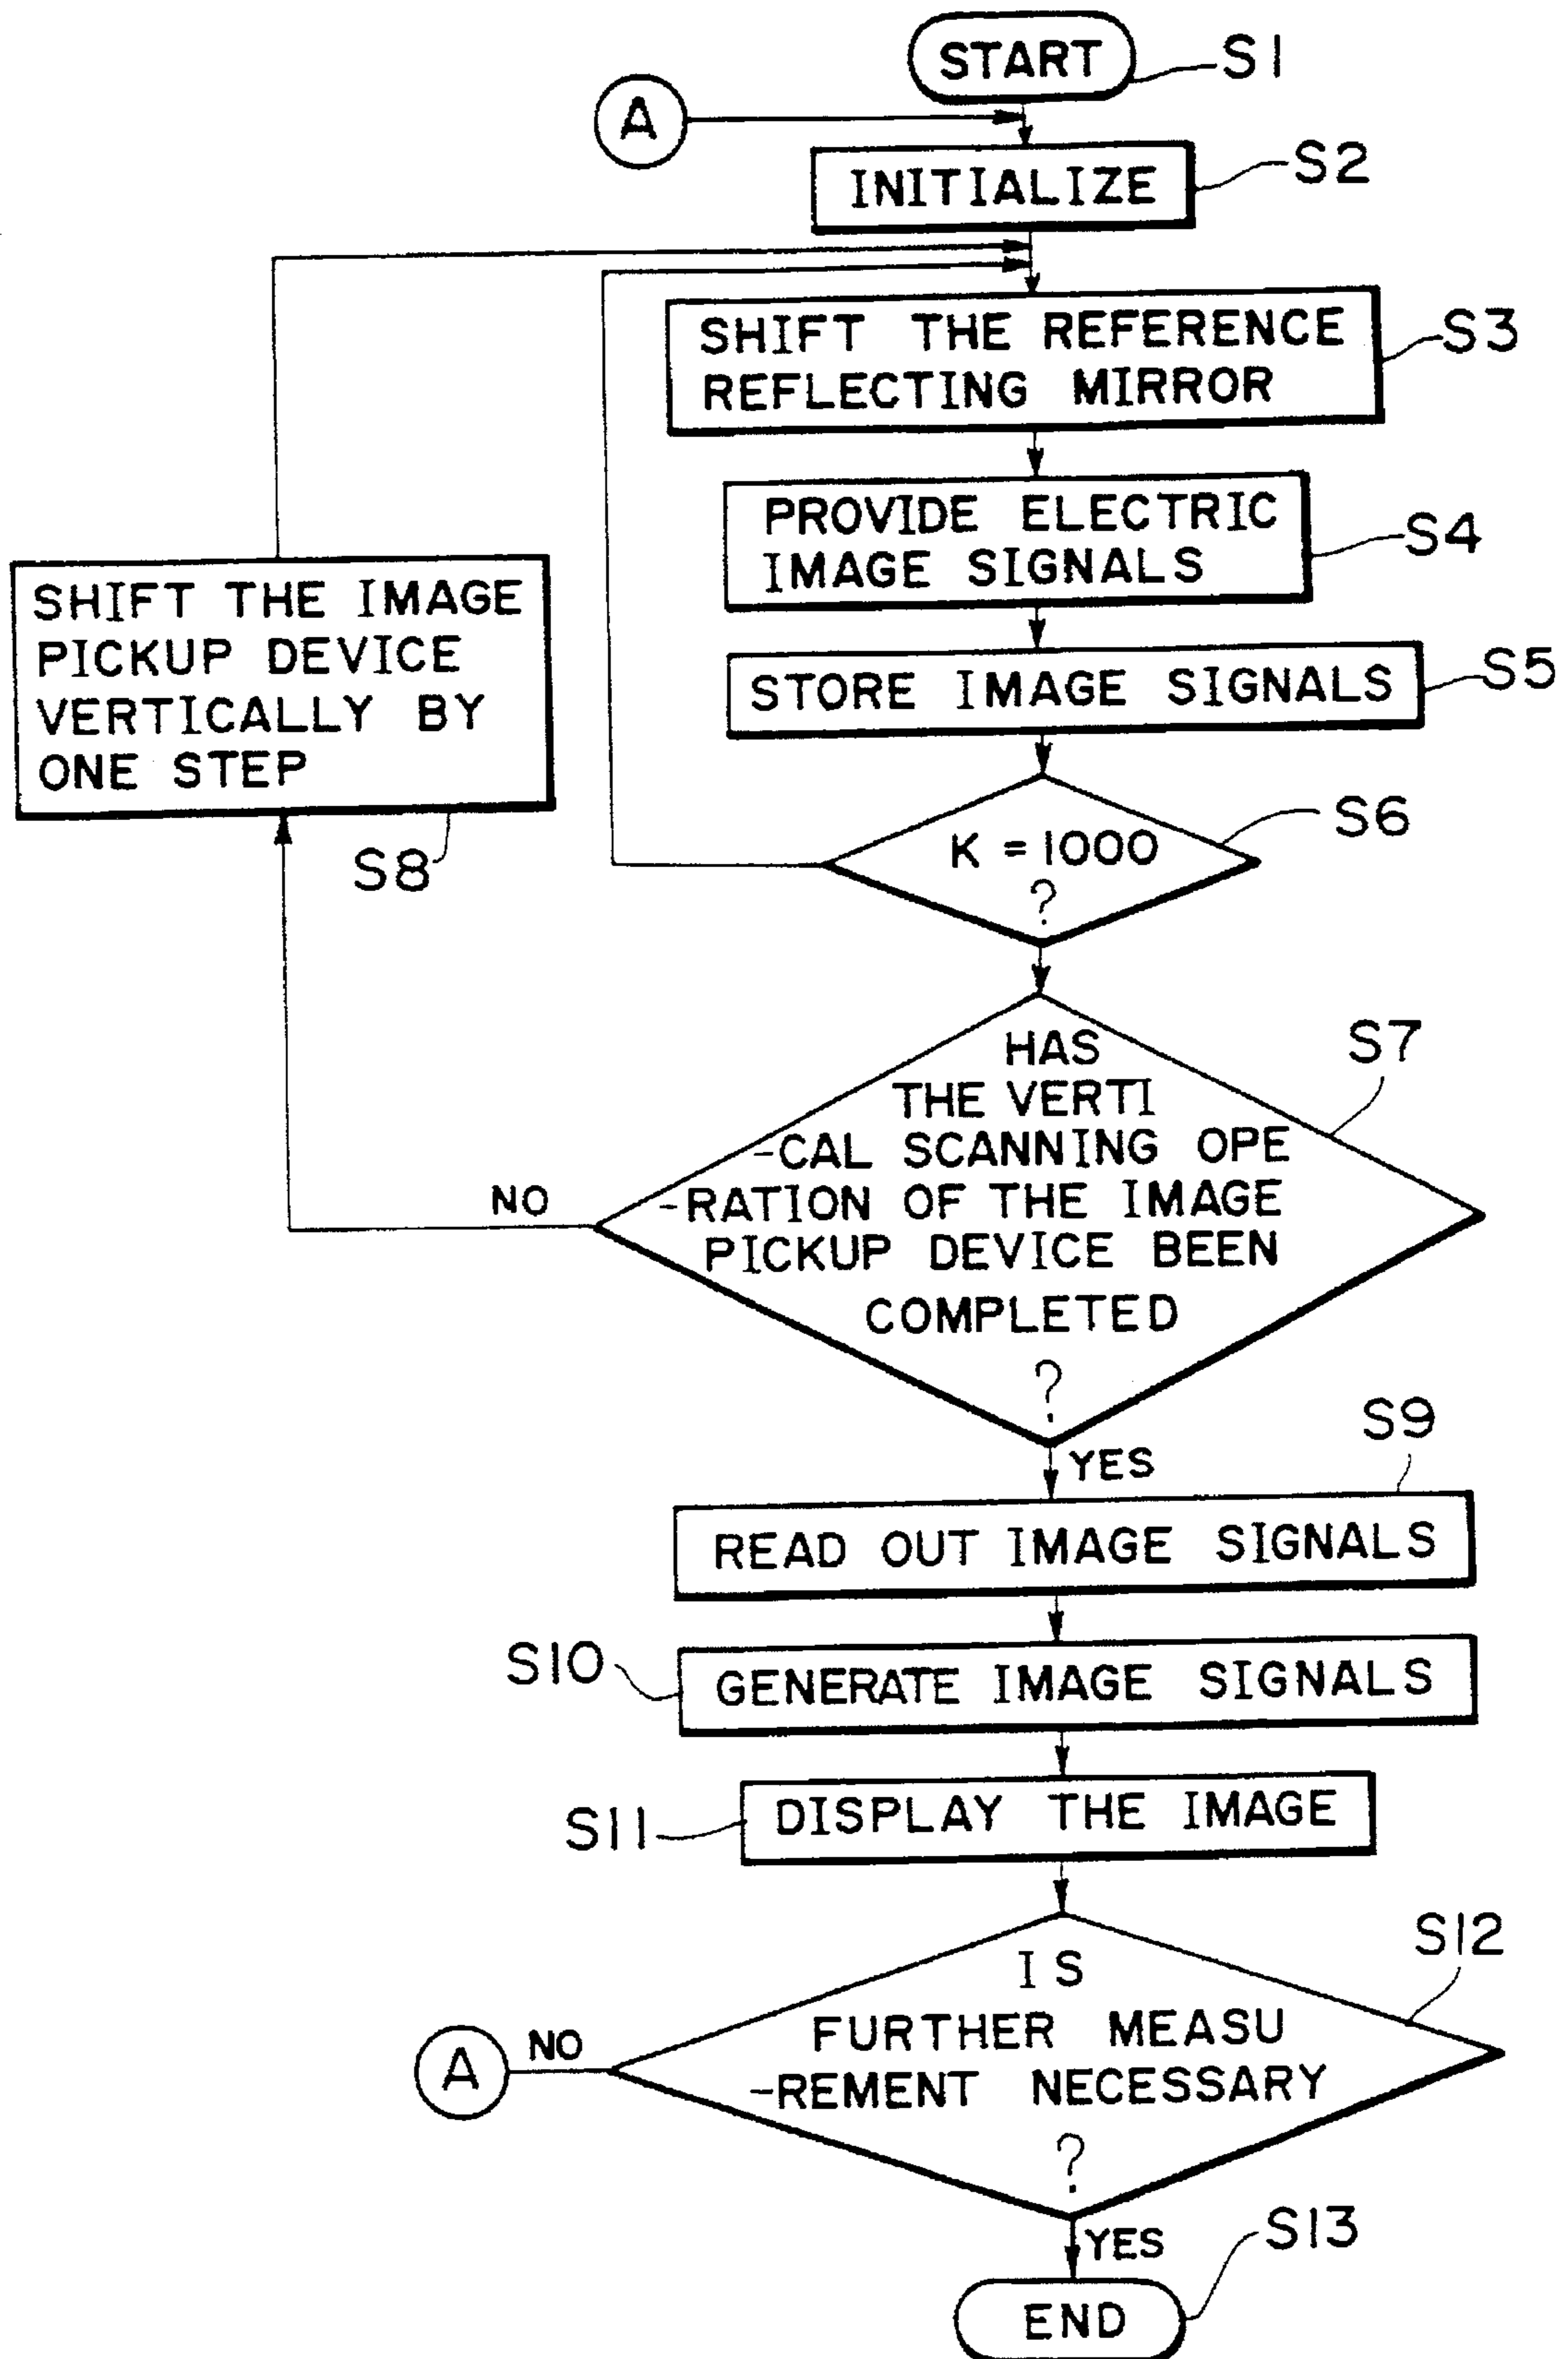 START
S1
A
INITIALIZE
S2
SHIFT THE REFERENCE
REFLECTING MIRROR
S3
PROVIDE ELECTRIC
IMAGE SIGNALS
S4
STORE IMAGE SIGNALS
S5
K = 1000
?
S6
SHIFT THE IMAGE
PICKUP DEVICE
VERTICALLY BY
ONE STEP
S8
HAS
THE VERTI
-CAL SCANNING OPE
-RATION OF THE IMAGE
PICKUP DEVICE BEEN
COMPLETED
?
S7
NO
YES
READ OUT IMAGE SIGNALS
S9
S10
GENERATE IMAGE SIGNALS
S11
DISPLAY THE IMAGE
IS
FURTHER MEASU
-REMENT NECESSARY
?
S12
NO
A
YES
END
S13